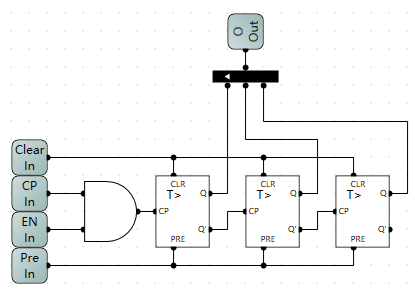 O
Out
Clear
In
CP
In
EN
In
Pre
In
CLR
T>
Q
CP
Q'
PRE
CLR
T>
Q
CP
Q'
PRE
CLR
T>
Q
CP
Q'
PRE